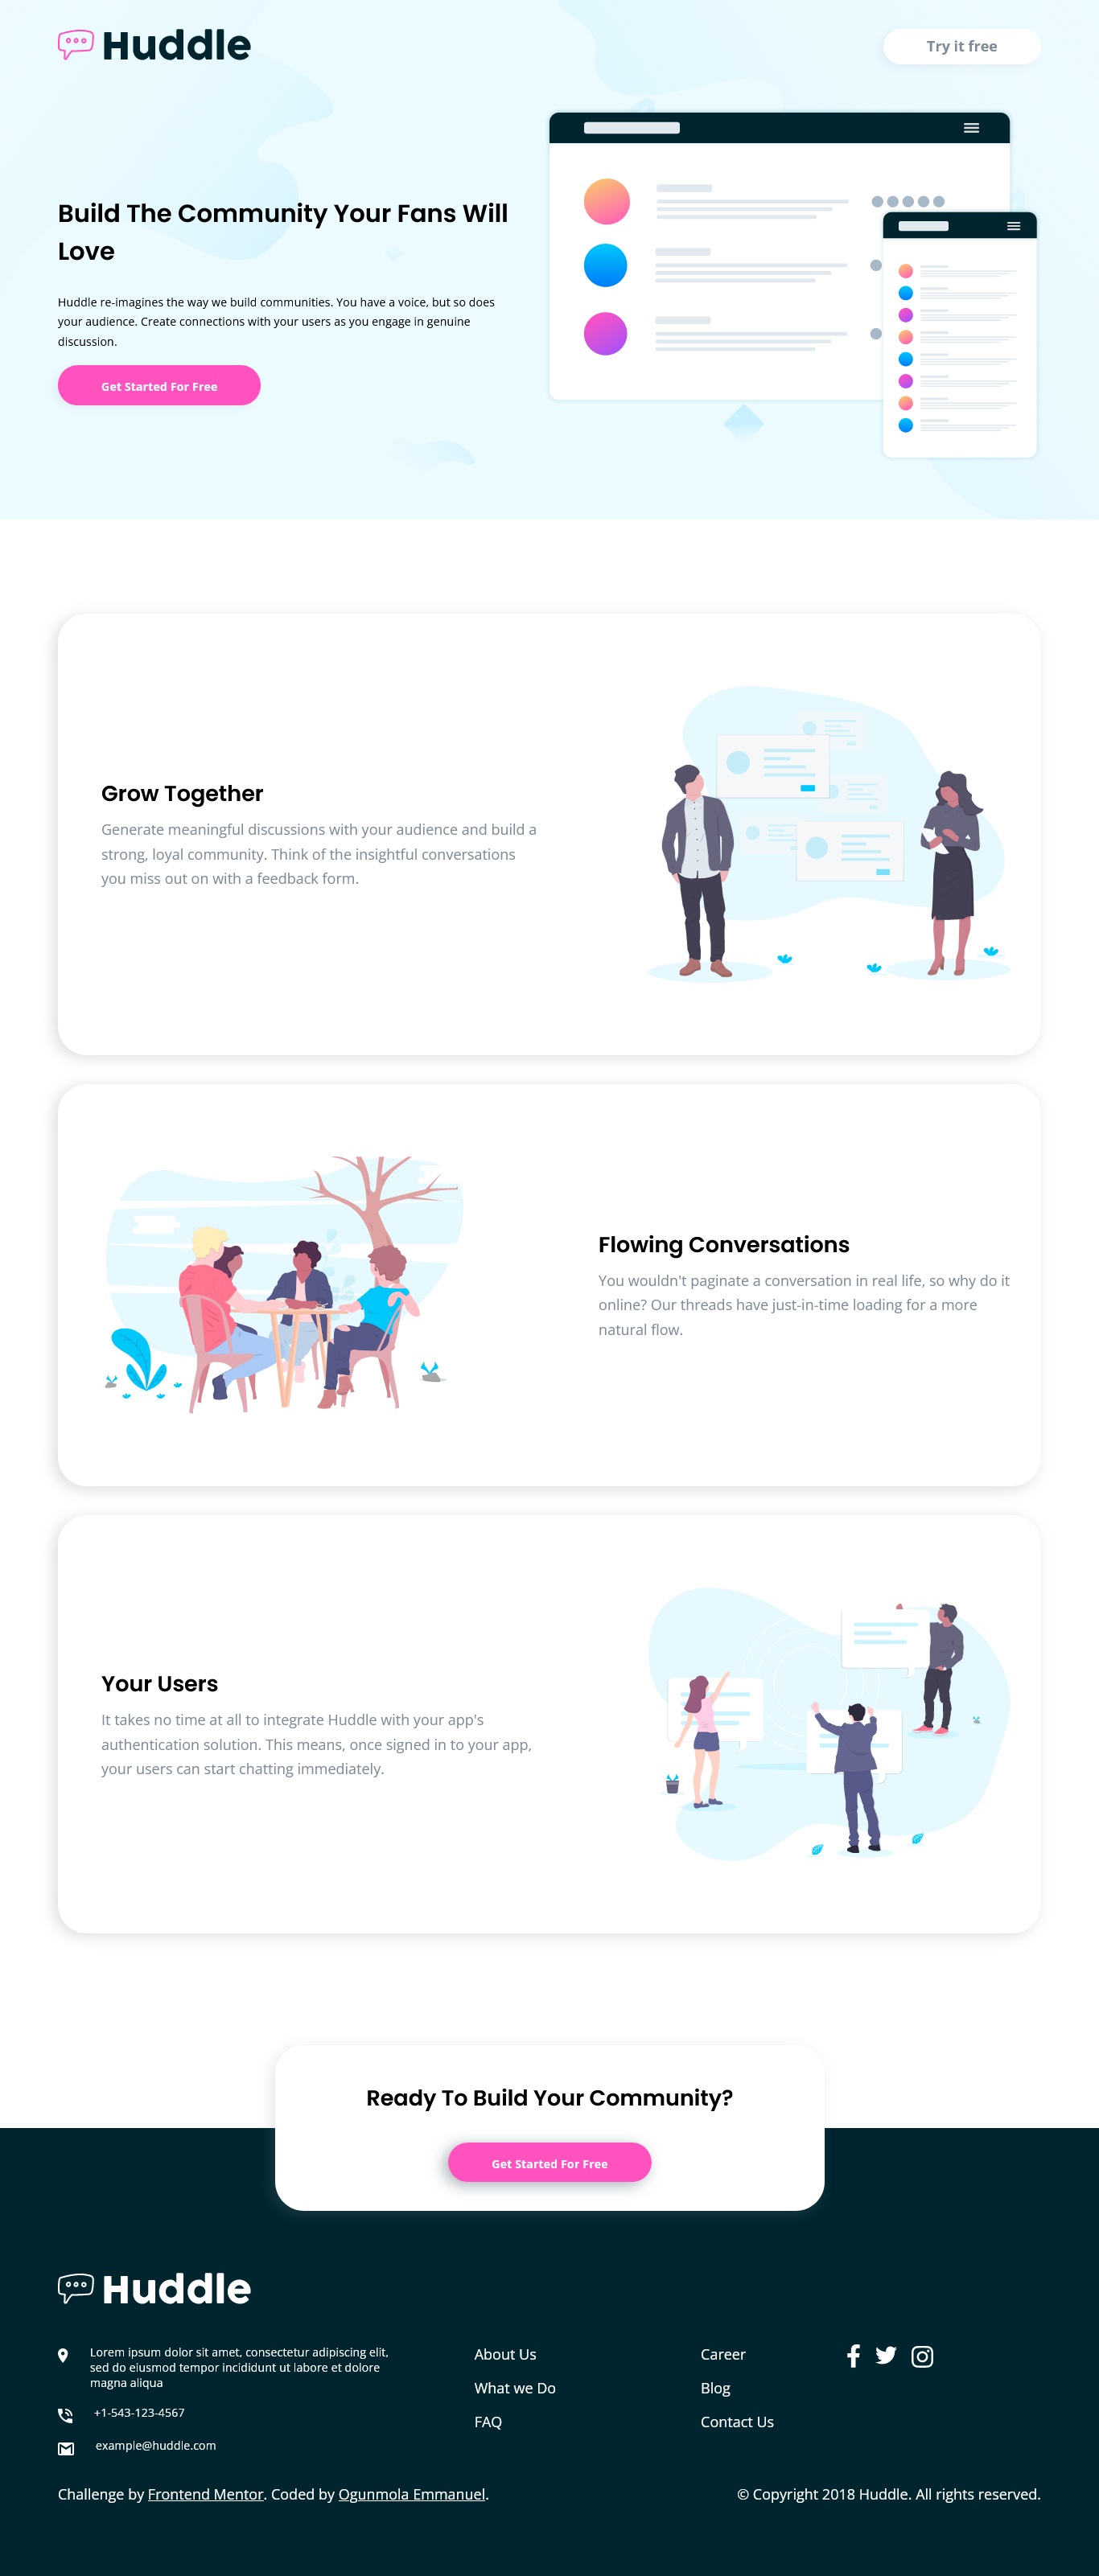 Huddle
Try it free
Build The Community Your Fans Will
Love
Huddle re-imagines the way we build communities. You have a voice, but so does
your audience. Create connections with your users as you engage in genuine
discussion.
Get Started For Free
Grow Together
Generate meaningful discussions with your audience and build a
strong, loyal community. Think of the insightful conversations
you miss out on with a feedback form.
Flowing Conversations
You wouldn't paginate a conversation in real life, so why do it
online? Our threads have just-in-time loading for a more
natural flow.
Your Users
It takes no time at all to integrate Huddle with your app's
authentication solution. This means, once signed in to your app,
your users can start chatting immediately.
Ready To Build Your Community?
Get Started For Free
Huddle
Lorem ipsum dolor sit amet, consectetur adipiscing elit,
sed do eiusmod tempor incididunt ut labore et dolore
magna aliqua
+1-543-123-4567
example@huddle.com
About Us
What we Do
FAQ
Career
Blog
Contact Us
Challenge by Frontend Mentor. Coded by Ogunmola Emmanuel.
© Copyright 2018 Huddle. All rights reserved.